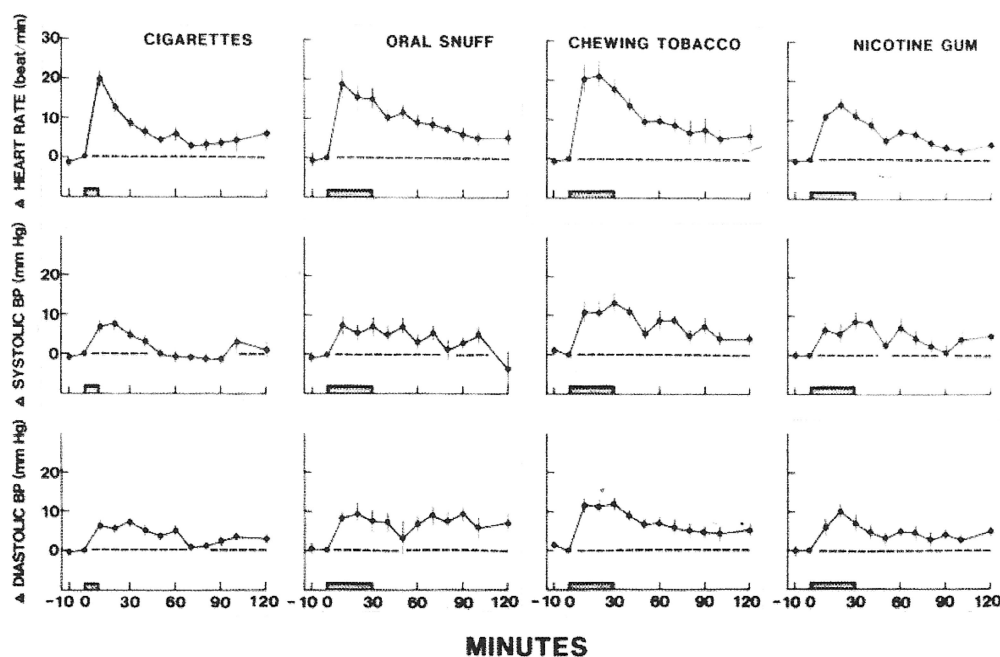 CIGARETTES
ORAL SNUFF
CHEWING TOBACCO
NICOTINE GUM
Δ HEART RATE (beat/min)
30
20
10
0
Δ SYSTOLIC BP (mm Hg)
20
10
0
Δ DIASTOLIC BP (mm Hg)
20
10
0
-10 0 30 60 90 120
-10 0 30 60 90 120
-10 0 30 60 90 120
-10 0 30 60 90 120
MINUTES